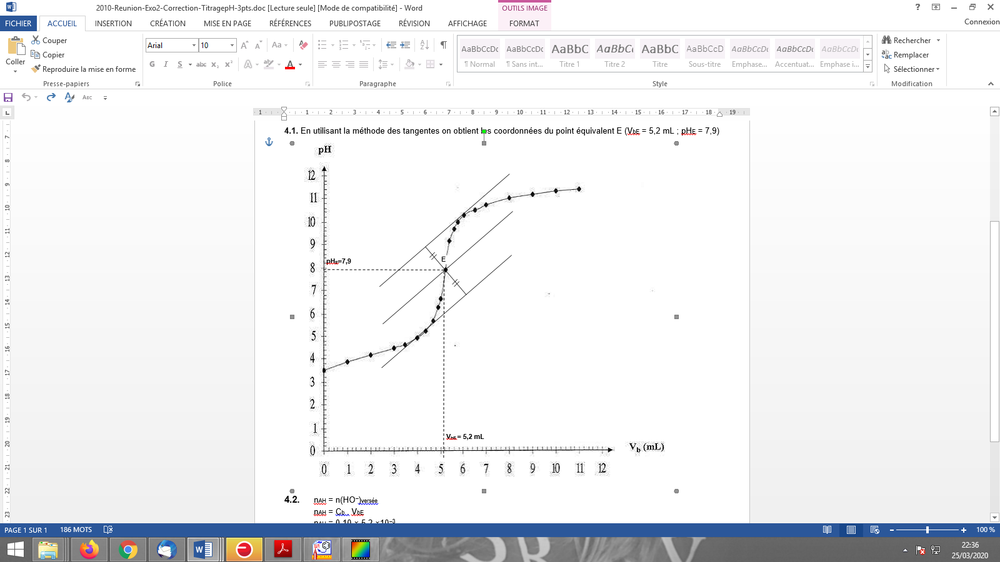 2010-Reunion-Exo2-Correction-TitragepH-3pts.doc [Lecture seule] [Mode de compatibilité] - Word
OUTILS IMAGE
FICHIER ACCUEIL INSERTION CRÉATION MISE EN PAGE RÉFÉRENCES PUBLIPOSTAGE RÉVISION AFFICHAGE FORMAT Connexion
Coller
Couper
Copier
Reproduire la mise en forme
Presse-papiers
Arial 10
G I S abc X₂ X²
Police
Paragraphe
AaBbCcDc AaBbCcDc AaBbC AaBbCc AaBbC AaBbCcD AaBbCcDc AaBbCcDc AaBbCcDc
¶ Normal ¶ Sans int... Titre 1 Titre 2 Titre Sous-titre Emphase... Accentuat... Emphase i...
Style
Rechercher
Remplacer
Sélectionner
Modification
ABC
1 1 2 3 4 5 6 7 8 9 10 11 12 13 14 15 16 17 18 19
7
8
9
10
11
12
13
14
15
16
17
18
19
20
21
22
23
4.1. En utilisant la méthode des tangentes on obtient les coordonnées du point équivalent E (VbE = 5,2 mL ; pHE = 7,9)
pH
12
11
10
9
8
7
6
5
4
3
2
1
0
pHE=7,9
E
VbE = 5,2 mL
Vb (mL)
0 1 2 3 4 5 6 7 8 9 10 11 12
4.2. nAH = n(HO–)versée
nAH = Cb . VbE
nAH = 0,10 × 5,2 ×10–3
PAGE 1 SUR 1 196 MOTS 100 %
22:36
25/03/2020